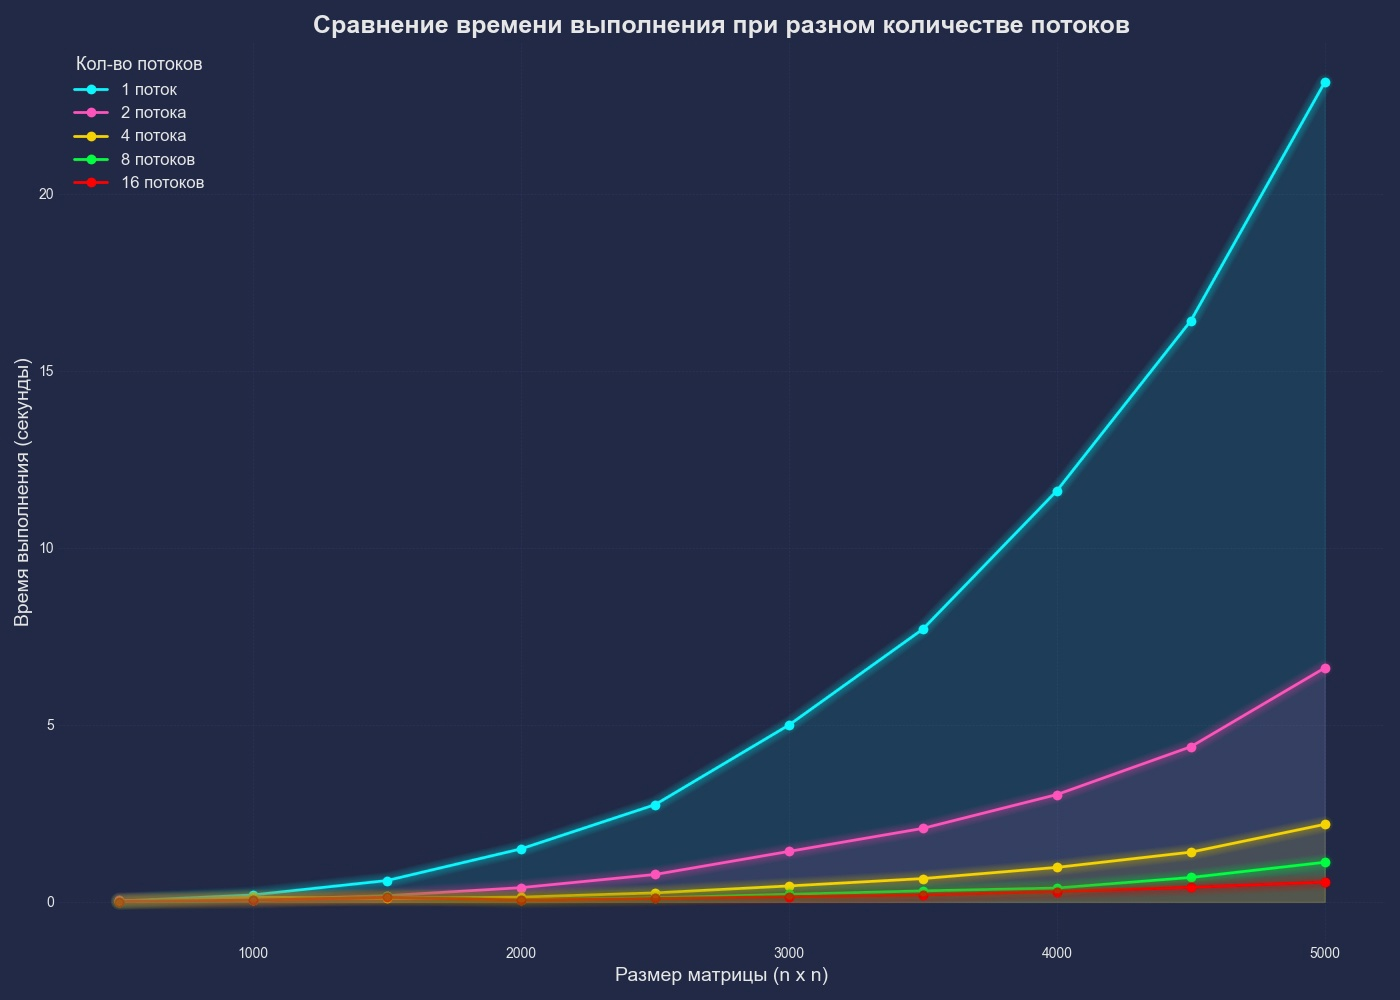 Сравнение времени выполнения при разном количестве потоков
Кол-во потоков
1 поток
2 потока
4 потока
8 потоков
16 потоков
Время выполнения (секунды)
20
15
10
5
0
1000
2000
3000
4000
5000
Размер матрицы (n x n)